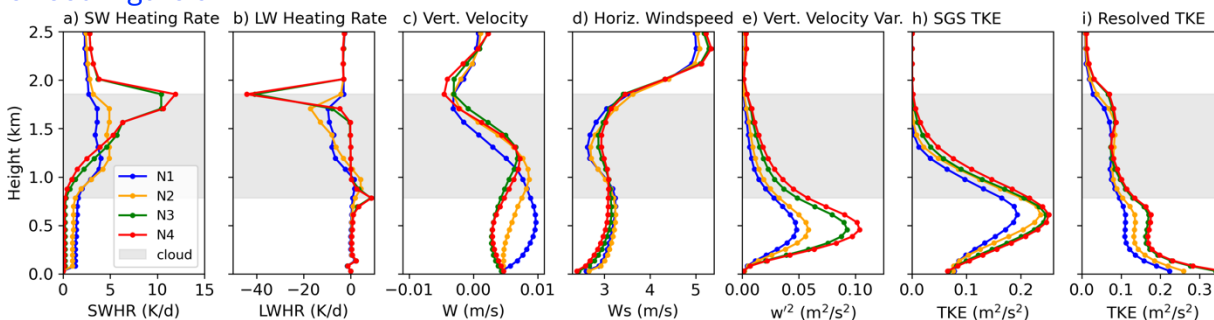 a) SW Heating Rate
b) LW Heating Rate
c) Vert. Velocity
d) Horiz. Windspeed
e) Vert. Velocity Var.
h) SGS TKE
i) Resolved TKE
Height (km)
2.5
2.0
1.5
1.0
0.5
0.0
N1
N2
N3
N4
cloud
0 5 10 15
−40 −20 0
−0.01 0.00 0.01
3 4 5
0.00 0.05 0.10
0.0 0.1 0.2
0.0 0.1 0.2 0.3
SWHR (K/d)
LWHR (K/d)
W (m/s)
Ws (m/s)
w'² (m²/s²)
TKE (m²/s²)
TKE (m²/s²)